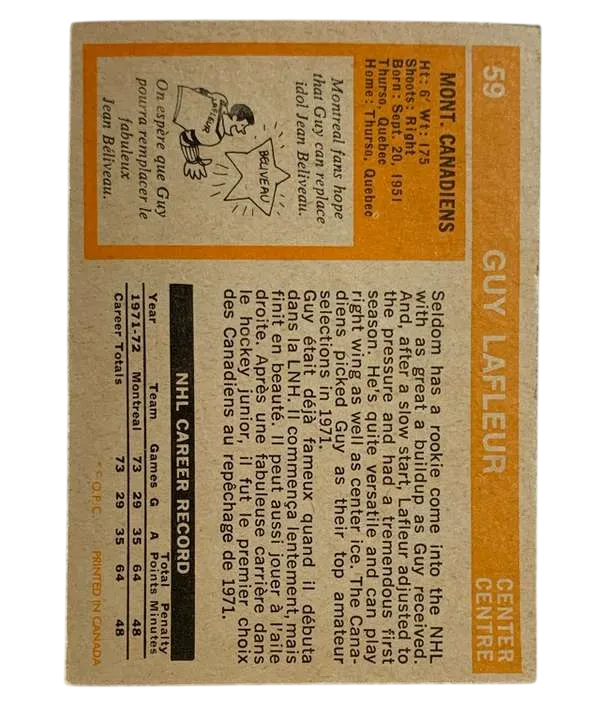 59 GUY LAFLEUR CENTER
CENTRE
MONT. CANADIENS
Ht: 6' Wt: 175
Shoots: Right
Born: Sept. 20, 1951
Thurso, Quebec
Home: Thurso, Quebec
Montreal fans hope
that Guy can replace
idol Jean Beliveau.
BELIVEAU
LAFLEUR
On espère que Guy
pourra remplacer le
fabuleux
Jean Béliveau.
Seldom has a rookie come into the NHL
with as great a buildup as Guy received.
And, after a slow start, Lafleur adjusted to
the pressure and had a tremendous first
season. He's quite versatile and can play
right wing as well as center ice. The Cana-
diens picked Guy as their top amateur
selections in 1971.
Guy était déjà fameux quand il débuta
dans la LNH. Il commença lentement, mais
finit en beauté. Il peut aussi jouer à l'aile
droite. Après une fabuleuse carrière dans
le hockey junior, il fut le premier choix
des Canadiens au repêchage de 1971.
NHL CAREER RECORD
Total Penalty
Year Team Games G A Points Minutes
1971-72 Montreal 73 29 35 64 48
Career Totals 73 29 35 64 48
* © O.P.C. PRINTED IN CANADA